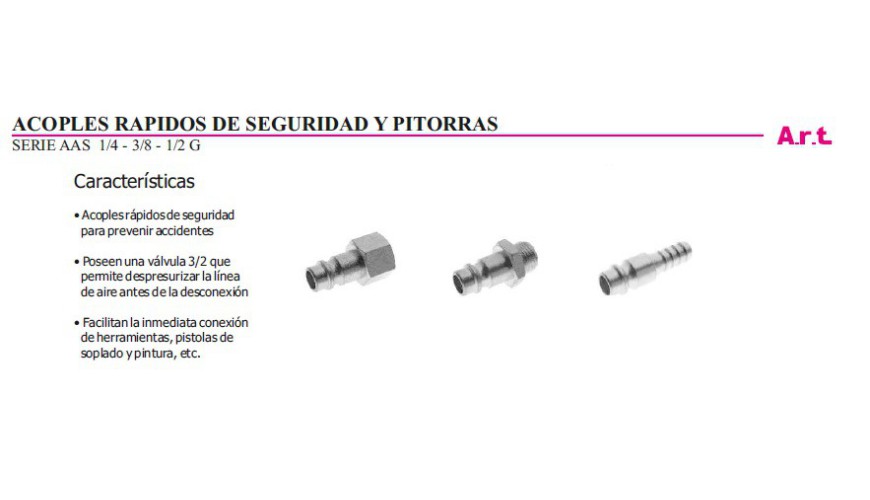 ACOPLES RAPIDOS DE SEGURIDAD Y PITORRAS
A.r.t.
SERIE AAS 1/4 - 3/8 - 1/2 G
Características
• Acoples rápidos de seguridad
para prevenir accidentes
• Poseen una válvula 3/2 que
permite despresurizar la línea
de aire antes de la desconexión
• Facilitan la inmediata conexión
de herramientas, pistolas de
soplado y pintura, etc.